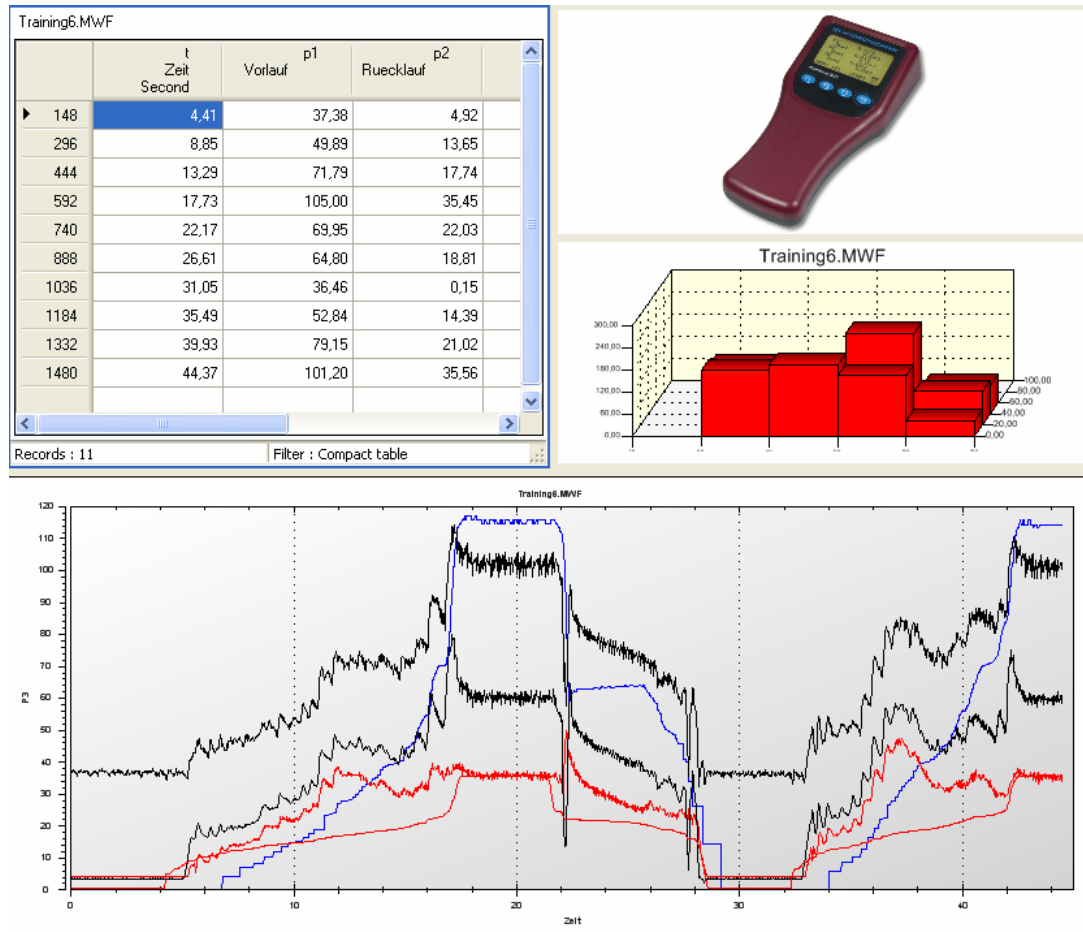 Training6.MWF
t p1 p2
Zeit Vorlauf Ruecklauf
Second
148 4,41 37,38 4,92
296 8,85 49,89 13,65
444 13,29 71,79 17,74
592 17,73 105,00 35,45
740 22,17 69,95 22,03
888 26,61 64,80 18,81
1036 31,05 36,46 0,15
1184 35,49 52,84 14,39
1332 39,93 79,15 21,02
1480 44,37 101,20 35,56
Records : 11 Filter : Compact table
Training6.MWF
300,00
240,00
180,00
120,00
60,00
0,00
100,00
80,00
60,00
40,00
20,00
0,00
Training6.MWF
120
110
100
90
80
70
60
50
40
30
20
10
0
P3
0 10 20 30 40
Zeit